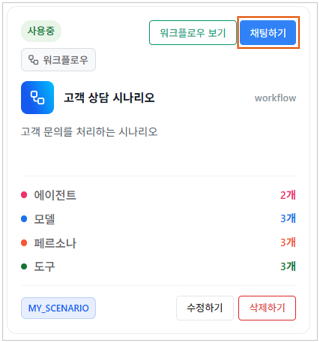 사용중
워크플로우 보기
채팅하기
워크플로우
고객 상담 시나리오
workflow
고객 문의를 처리하는 시나리오
에이전트 2개
모델 3개
페르소나 3개
도구 3개
MY_SCENARIO
수정하기
삭제하기